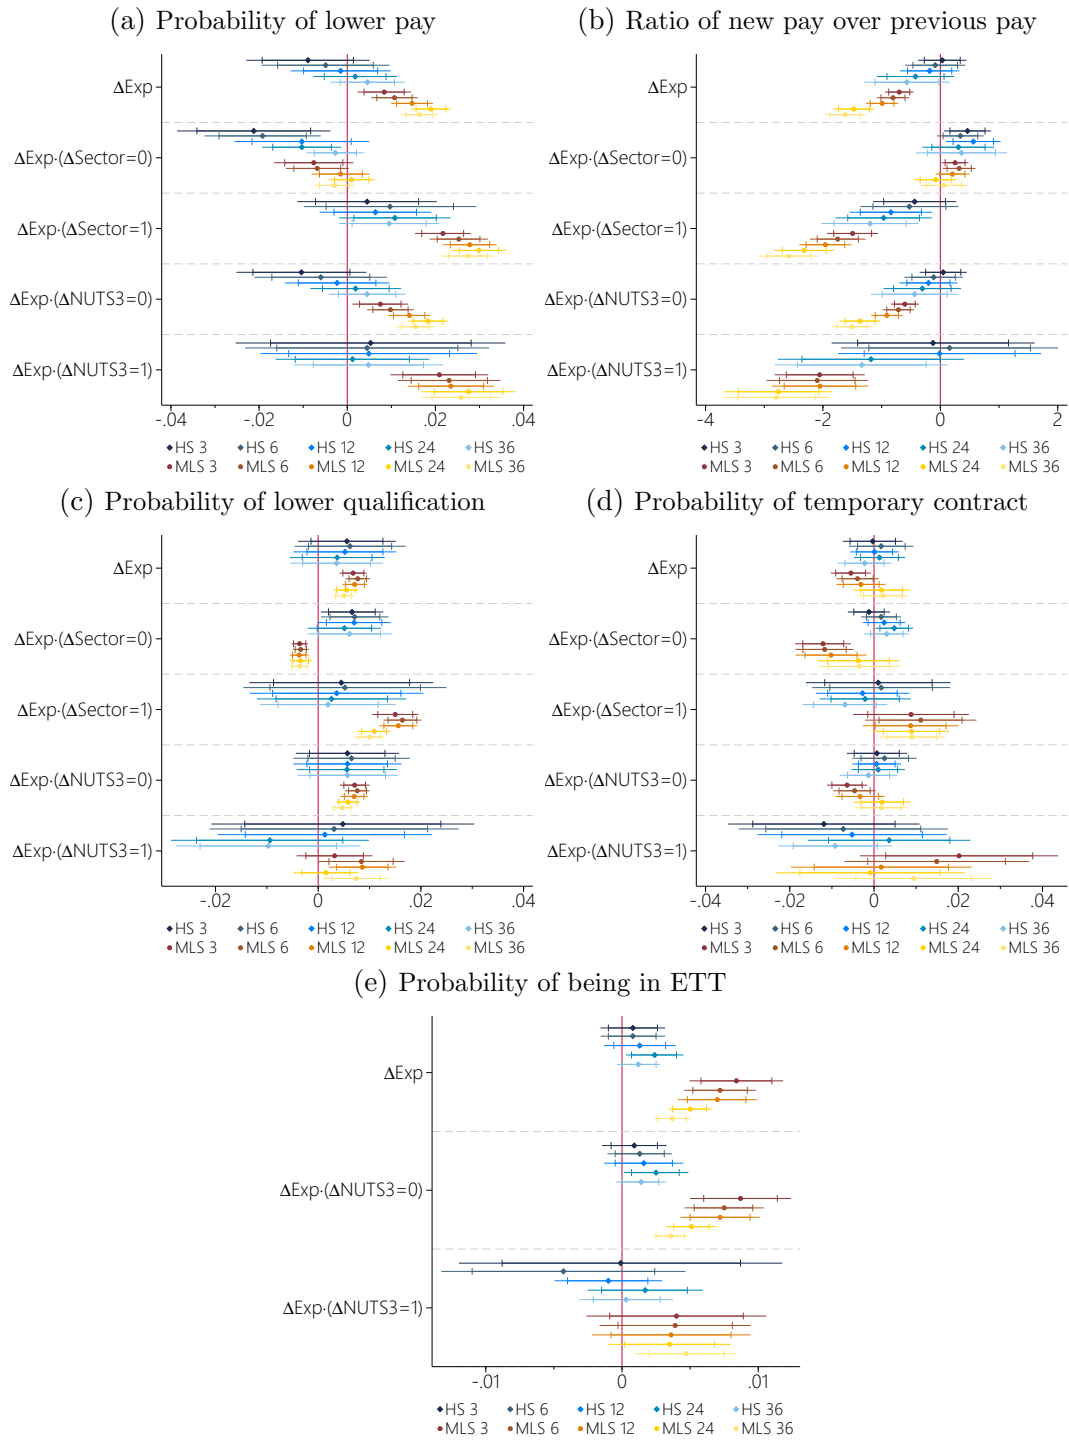 (a) Probability of lower pay
ΔExp
ΔExp·(ΔSector=0)
ΔExp·(ΔSector=1)
ΔExp·(ΔNUTS3=0)
ΔExp·(ΔNUTS3=1)
-.04 -.02 0 .02 .04
HS 3 HS 6 HS 12 HS 24 HS 36
MLS 3 MLS 6 MLS 12 MLS 24 MLS 36
(b) Ratio of new pay over previous pay
ΔExp
ΔExp·(ΔSector=0)
ΔExp·(ΔSector=1)
ΔExp·(ΔNUTS3=0)
ΔExp·(ΔNUTS3=1)
-4 -2 0 2
HS 3 HS 6 HS 12 HS 24 HS 36
MLS 3 MLS 6 MLS 12 MLS 24 MLS 36
(c) Probability of lower qualification
ΔExp
ΔExp·(ΔSector=0)
ΔExp·(ΔSector=1)
ΔExp·(ΔNUTS3=0)
ΔExp·(ΔNUTS3=1)
-.02 0 .02 .04
HS 3 HS 6 HS 12 HS 24 HS 36
MLS 3 MLS 6 MLS 12 MLS 24 MLS 36
(d) Probability of temporary contract
ΔExp
ΔExp·(ΔSector=0)
ΔExp·(ΔSector=1)
ΔExp·(ΔNUTS3=0)
ΔExp·(ΔNUTS3=1)
-.04 -.02 0 .02 .04
HS 3 HS 6 HS 12 HS 24 HS 36
MLS 3 MLS 6 MLS 12 MLS 24 MLS 36
(e) Probability of being in ETT
ΔExp
ΔExp·(ΔNUTS3=0)
ΔExp·(ΔNUTS3=1)
-.01 0 .01
HS 3 HS 6 HS 12 HS 24 HS 36
MLS 3 MLS 6 MLS 12 MLS 24 MLS 36